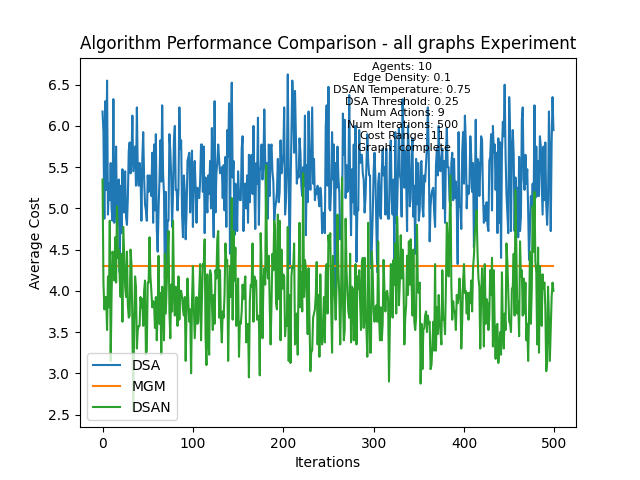 Algorithm Performance Comparison - all graphs Experiment
Agents: 10
Edge Density: 0.1
DSAN Temperature: 0.75
DSA Threshold: 0.25
Num Actions: 9
Num Iterations: 500
Cost Range: 11
Graph: complete
Average Cost
6.5
6.0
5.5
5.0
4.5
4.0
3.5
3.0
2.5
DSA
MGM
DSAN
0 100 200 300 400 500
Iterations